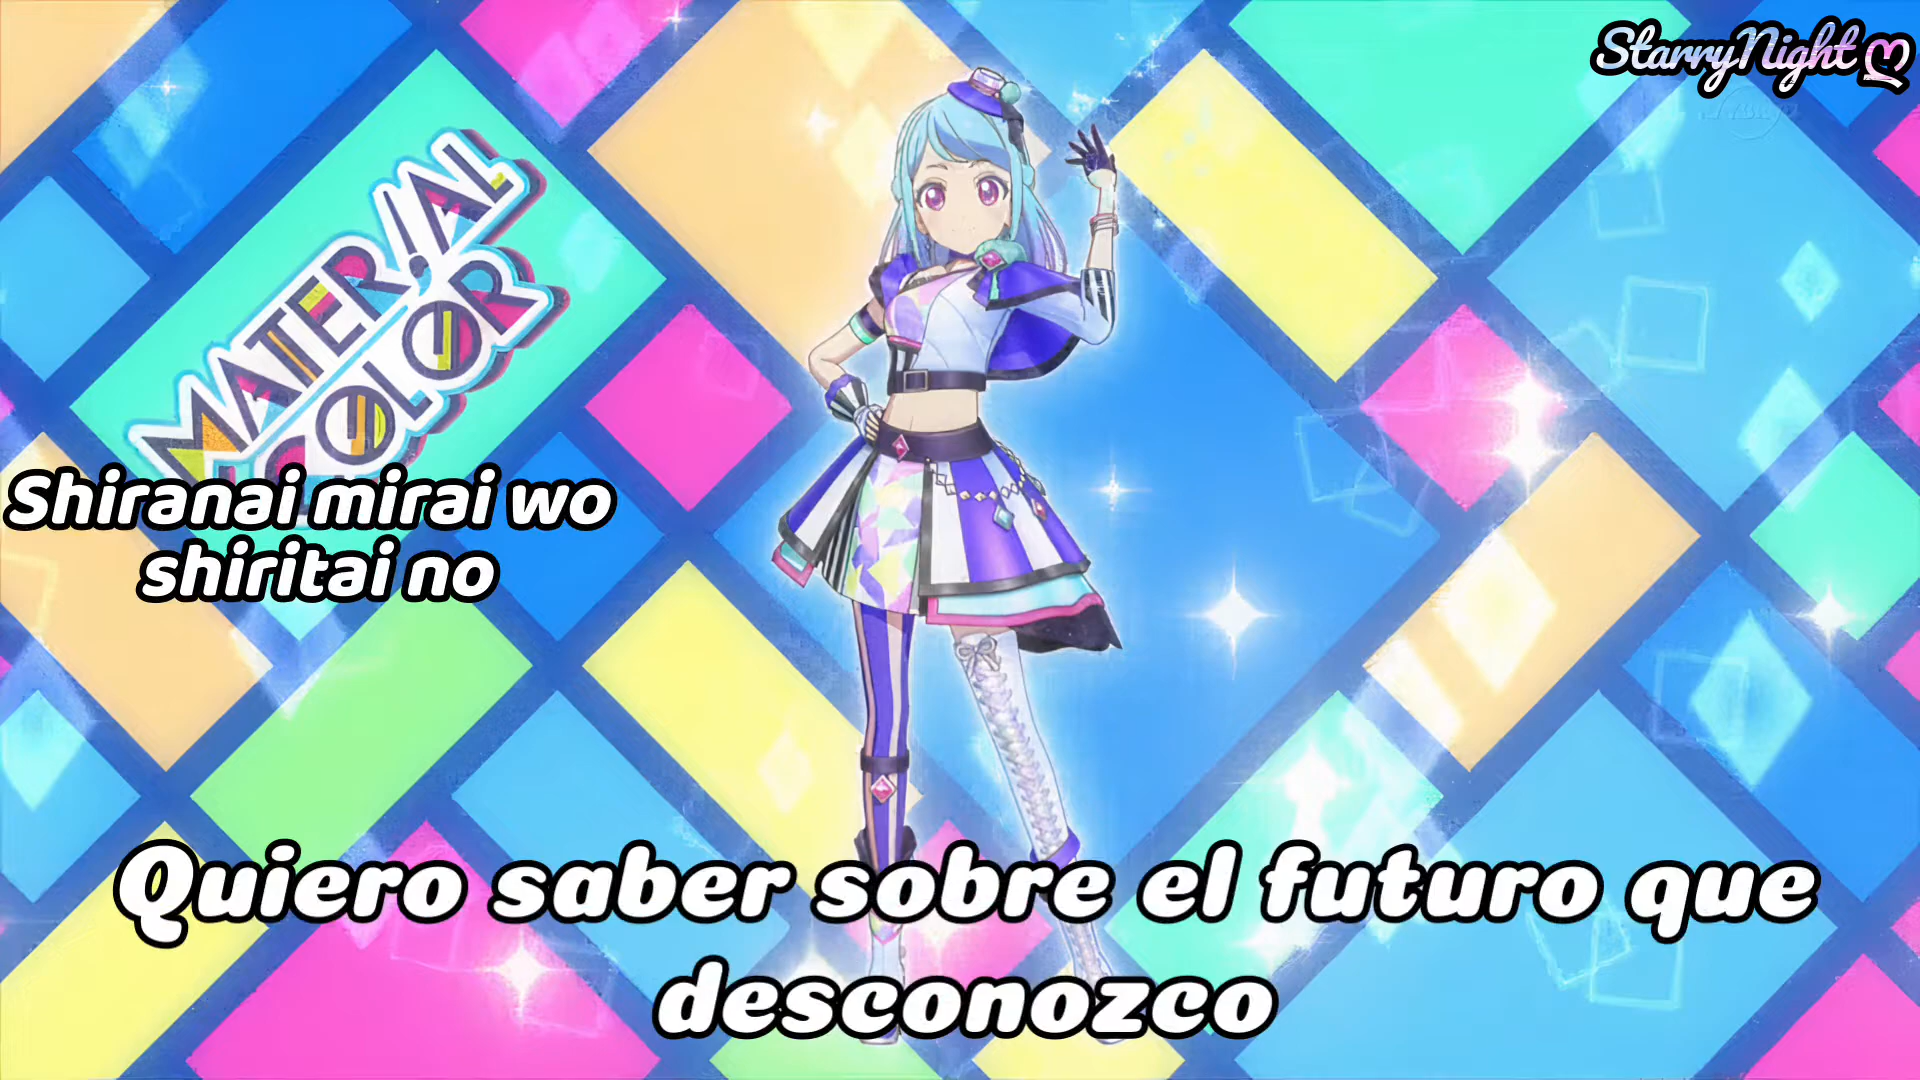 StarryNight
MATERIAL
COLOR
Shiranai mirai wo
shiritai no
Quiero saber sobre el futuro que
desconozco